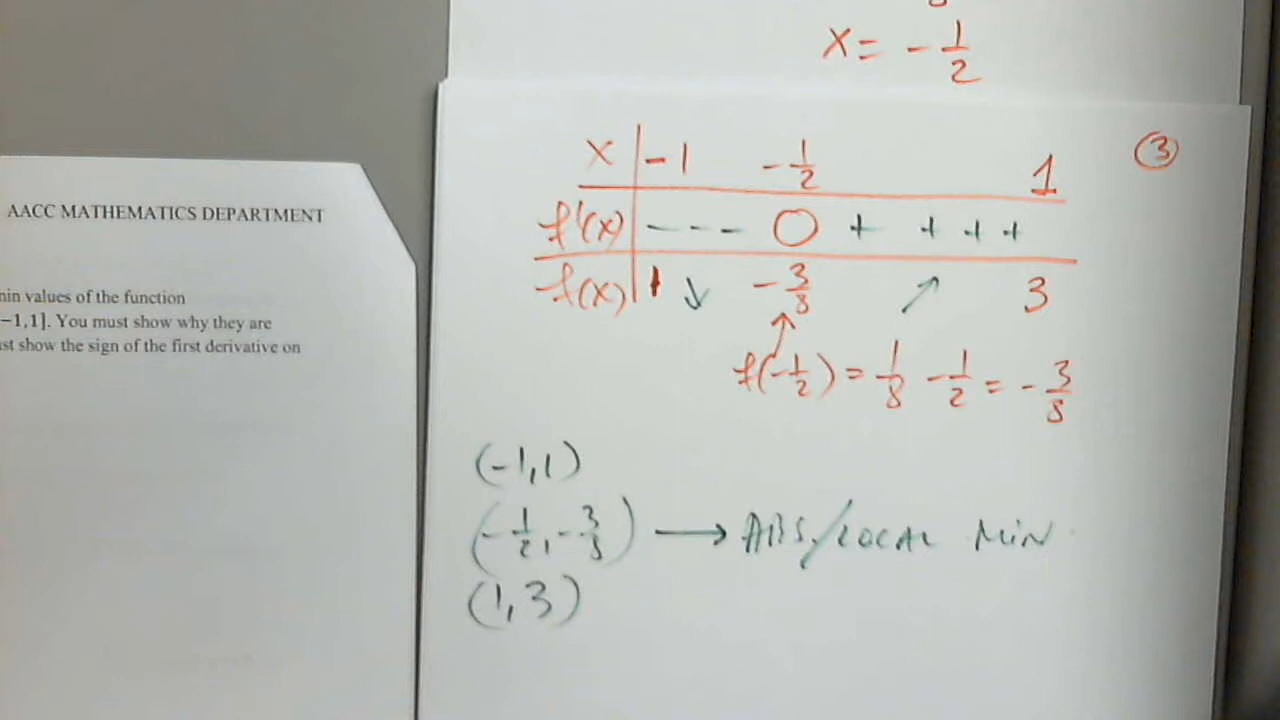 x = - 1/2
③
x | -1 -1/2 1
f'(x) | - - - 0 + + + +
f(x) | 1 ↓ -3/8 ↗ 3
↑
f(-1/2) = 1/8 - 1/2 = -3/8
(-1,1)
(-1/2, -3/8) → ABS/LOCAL MIN
(1,3)
AACC MATHEMATICS DEPARTMENT
min values of the function
−1,1]. You must show why they are
st show the sign of the first derivative on